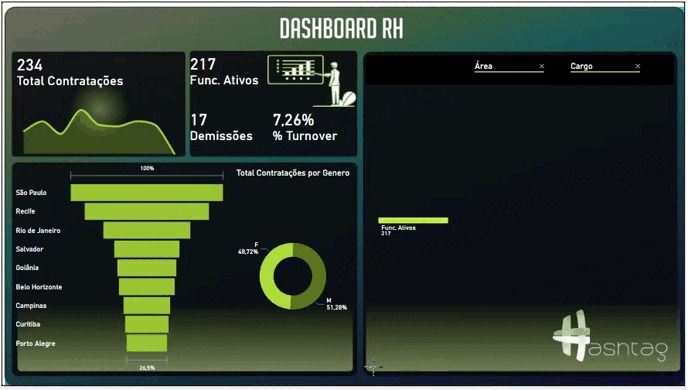 DASHBOARD RH
234
Total Contratações
217
Func. Ativos
17
Demissões
7,26%
% Turnover
Área
Cargo
100%
São Paulo
Recife
Rio de Janeiro
Salvador
Goiânia
Belo Horizonte
Campinas
Curitiba
Porto Alegre
26,5%
Total Contratações por Genero
F
48,72%
M
51,28%
Func. Ativos
217
Hashtag